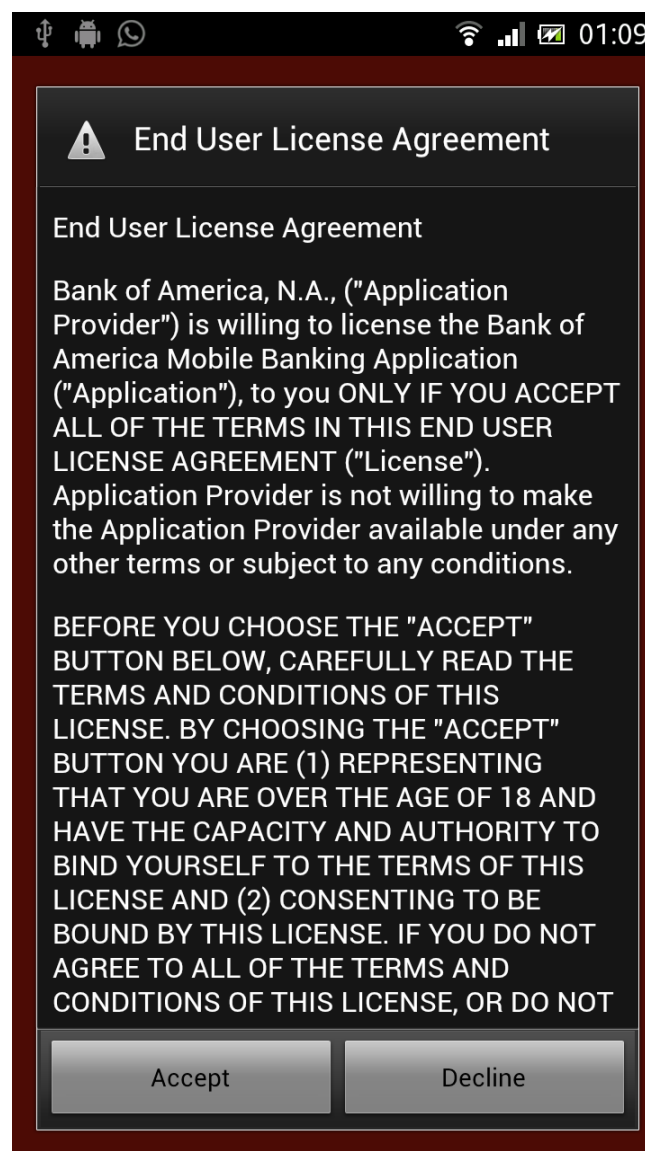 01:09
End User License Agreement
End User License Agreement
Bank of America, N.A., ("Application
Provider") is willing to license the Bank of
America Mobile Banking Application
("Application"), to you ONLY IF YOU ACCEPT
ALL OF THE TERMS IN THIS END USER
LICENSE AGREEMENT ("License").
Application Provider is not willing to make
the Application Provider available under any
other terms or subject to any conditions.
BEFORE YOU CHOOSE THE "ACCEPT"
BUTTON BELOW, CAREFULLY READ THE
TERMS AND CONDITIONS OF THIS
LICENSE. BY CHOOSING THE "ACCEPT"
BUTTON YOU ARE (1) REPRESENTING
THAT YOU ARE OVER THE AGE OF 18 AND
HAVE THE CAPACITY AND AUTHORITY TO
BIND YOURSELF TO THE TERMS OF THIS
LICENSE AND (2) CONSENTING TO BE
BOUND BY THIS LICENSE. IF YOU DO NOT
AGREE TO ALL OF THE TERMS AND
CONDITIONS OF THIS LICENSE, OR DO NOT
Accept
Decline